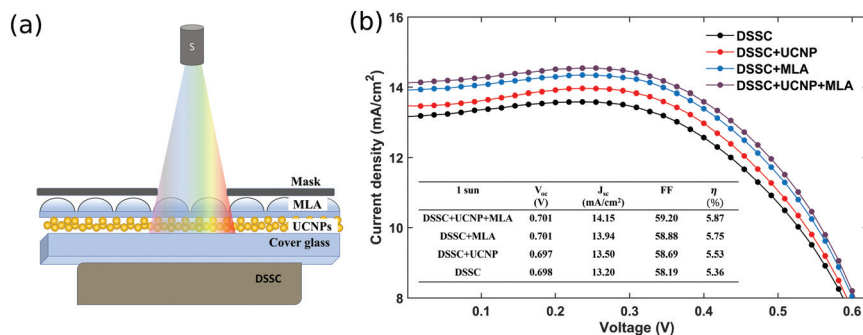 (a)
S
Mask
MLA
UCNPs
Cover glass
DSSC
(b)
16
14
12
10
8
Current density (mA/cm²)
0.1 0.2 0.3 0.4 0.5 0.6
Voltage (V)
DSSC
DSSC+UCNP
DSSC+MLA
DSSC+UCNP+MLA
1 sun Voc (V) Jsc (mA/cm²) FF η (%)
DSSC+UCNP+MLA 0.701 14.15 59.20 5.87
DSSC+MLA 0.701 13.94 58.88 5.75
DSSC+UCNP 0.697 13.50 58.69 5.53
DSSC 0.698 13.20 58.19 5.36